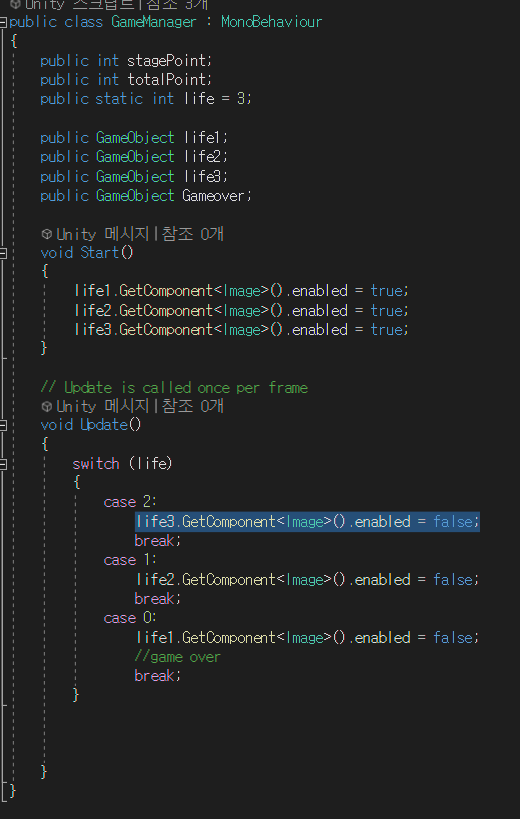 Unity 스크립트|참조 3개
public class GameManager : MonoBehaviour
{
public int stagePoint;
public int totalPoint;
public static int life = 3;
public GameObject life1;
public GameObject life2;
public GameObject life3;
public GameObject Gameover;
Unity 메시지|참조 0개
void Start()
{
life1.GetComponent<Image>().enabled = true;
life2.GetComponent<Image>().enabled = true;
life3.GetComponent<Image>().enabled = true;
}
// Update is called once per frame
Unity 메시지|참조 0개
void Update()
{
switch (life)
{
case 2:
life3.GetComponent<Image>().enabled = false;
break;
case 1:
life2.GetComponent<Image>().enabled = false;
break;
case 0:
life1.GetComponent<Image>().enabled = false;
//game over
break;
}
}
}